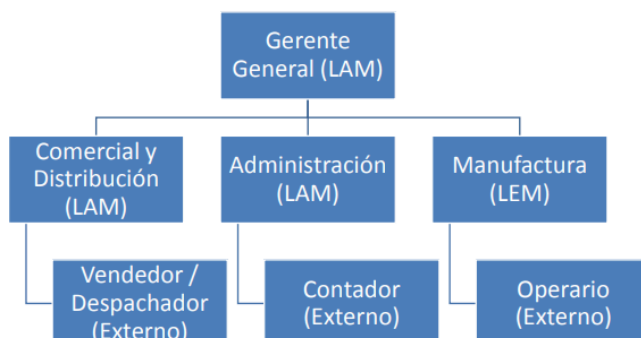 Gerente
General (LAM)
Comercial y
Distribución
(LAM)
Administración
(LAM)
Manufactura
(LEM)
Vendedor /
Despachador
(Externo)
Contador
(Externo)
Operario
(Externo)